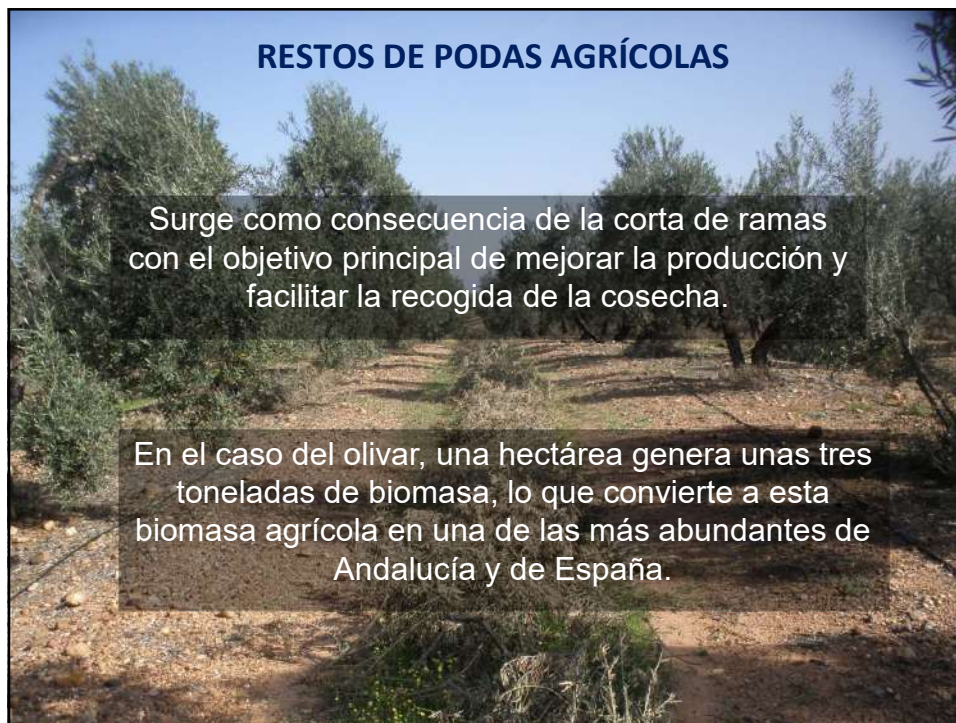 RESTOS DE PODAS AGRÍCOLAS
Surge como consecuencia de la corta de ramas
con el objetivo principal de mejorar la producción y
facilitar la recogida de la cosecha.
En el caso del olivar, una hectárea genera unas tres
toneladas de biomasa, lo que convierte a esta
biomasa agrícola en una de las más abundantes de
Andalucía y de España.